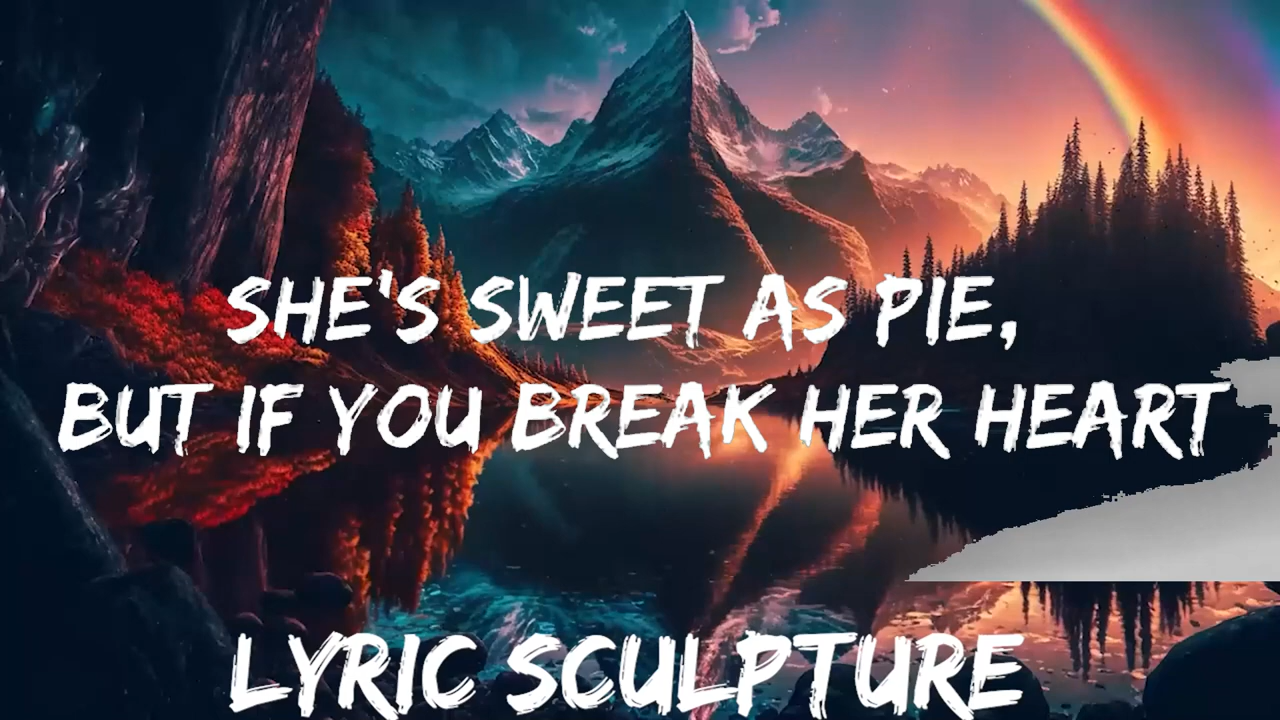 SHE'S SWEET AS PIE,
BUT IF YOU BREAK HER HEART
LYRIC SCULPTURE